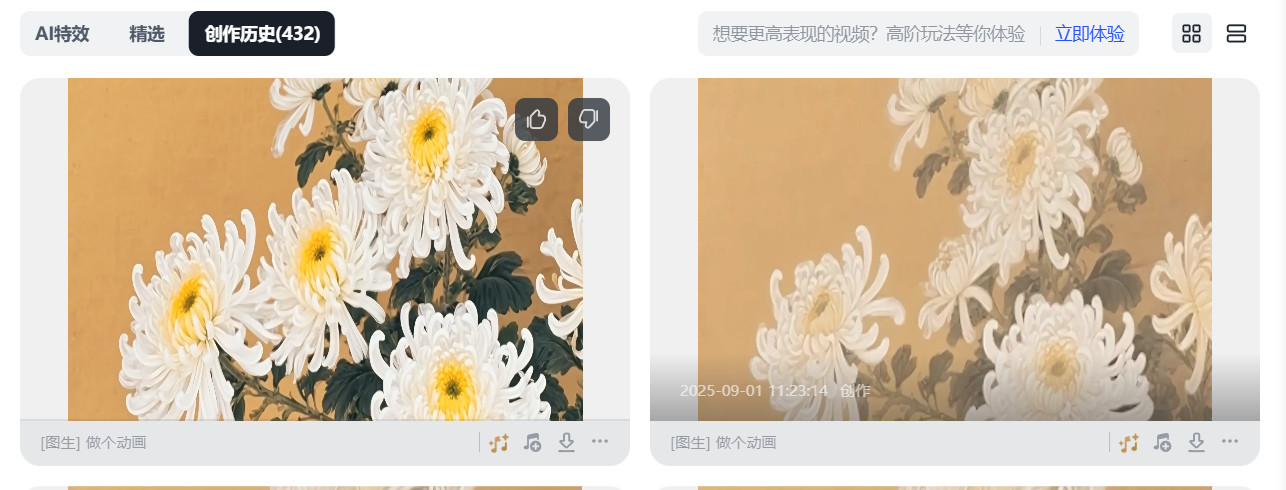 AI特效 精选 创作历史(432) 想要更高表现的视频？高阶玩法等你体验 立即体验
2025-09-01 11:23:14 创作
[图生] 做个动画 [图生] 做个动画